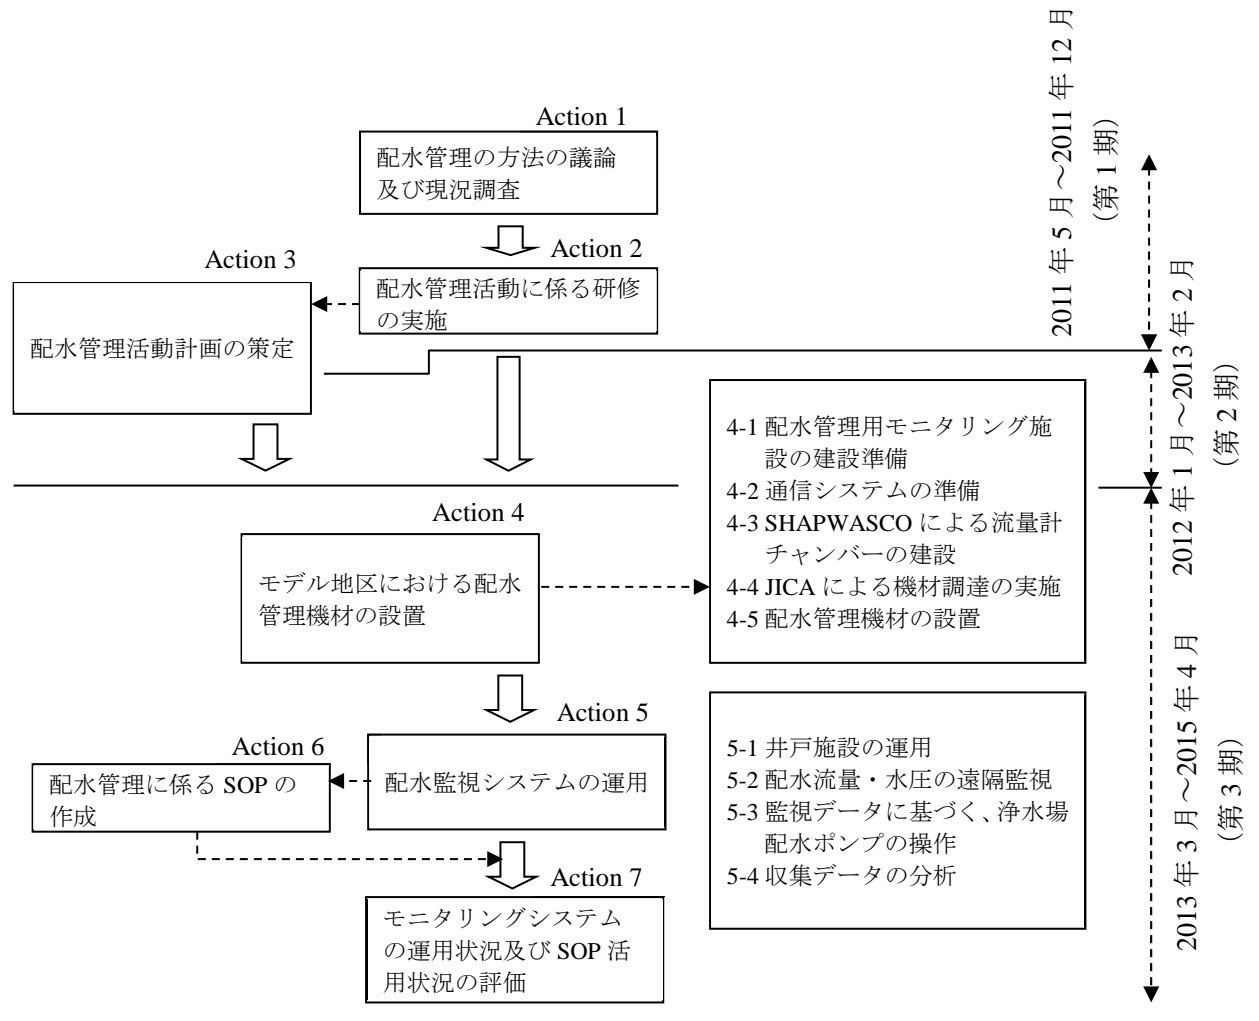 Action 1
配水管理の方法の議論
及び現況調査
Action 2
配水管理活動に係る研修
の実施
Action 3
配水管理活動計画の策定
Action 4
モデル地区における配水
管理機材の設置
4-1 配水管理用モニタリング施
設の建設準備
4-2 通信システムの準備
4-3 SHAPWASCO による流量計
チャンバーの建設
4-4 JICA による機材調達の実施
4-5 配水管理機材の設置
Action 5
配水監視システムの運用
Action 6
配水管理に係る SOP の
作成
5-1 井戸施設の運用
5-2 配水流量・水圧の遠隔監視
5-3 監視データに基づく、浄水場
配水ポンプの操作
5-4 収集データの分析
Action 7
モニタリングシステム
の運用状況及び SOP 活
用状況の評価
2011 年 5 月～2011 年 12 月
（第 1 期）
2012 年 1 月～2013 年 2 月
（第 2 期）
2013 年 3 月～2015 年 4 月
（第 3 期）